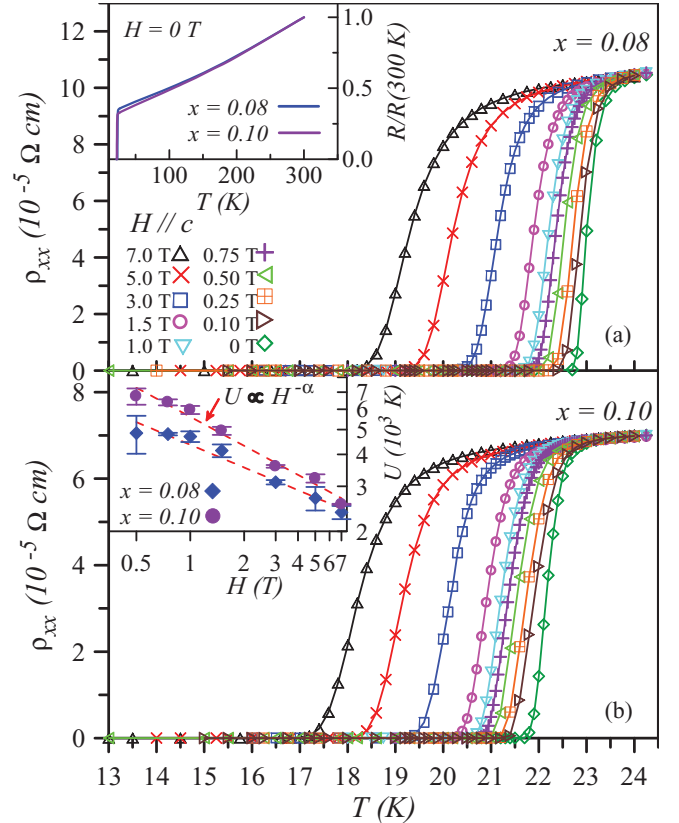 12
10
8
6
4
2
0
ρxx (10⁻⁵ Ω cm)
H = 0 T
1.0
0.5
0.0
R/R(300 K)
x = 0.08
x = 0.10
100 200 300
T (K)
x = 0.08
H // c
7.0 T 0.75 T
5.0 T 0.50 T
3.0 T 0.25 T
1.5 T 0.10 T
1.0 T 0 T
(a)
8
6
4
2
0
ρxx (10⁻⁵ Ω cm)
U ∝ H^-α
7
6
5
4
3
2
U (10³ K)
x = 0.08
x = 0.10
0.5 1 2 3 4 5 6 7
H (T)
x = 0.10
(b)
13 14 15 16 17 18 19 20 21 22 23 24
T (K)